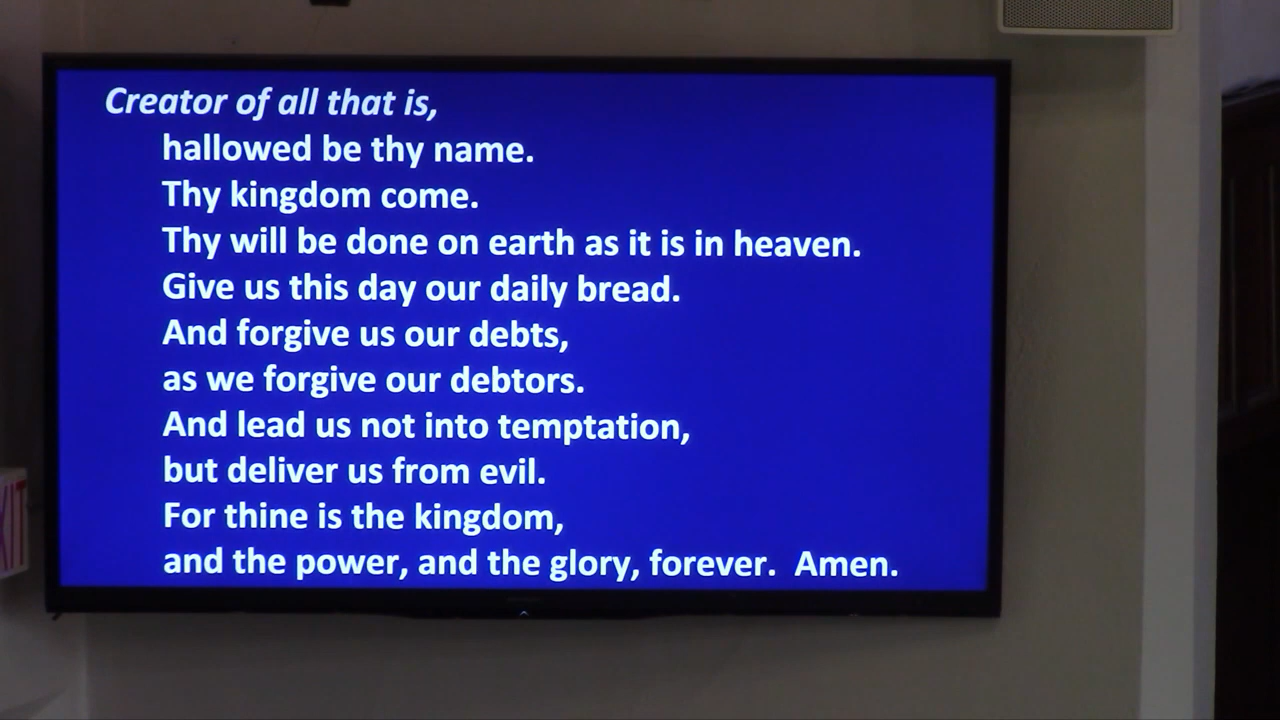 Creator of all that is,
hallowed be thy name.
Thy kingdom come.
Thy will be done on earth as it is in heaven.
Give us this day our daily bread.
And forgive us our debts,
as we forgive our debtors.
And lead us not into temptation,
but deliver us from evil.
For thine is the kingdom,
and the power, and the glory, forever.  Amen.